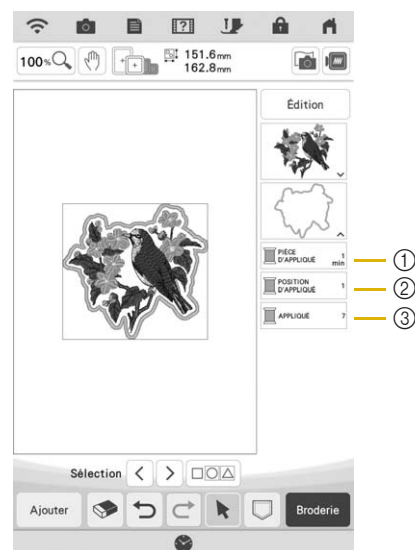 100%
151.6mm
162.8mm
Édition
PIÈCE
D'APPLIQUÉ
1
min
①
POSITION
D'APPLIQUÉ
1
②
APPLIQUÉ
7
③
Sélection
Ajouter
Broderie